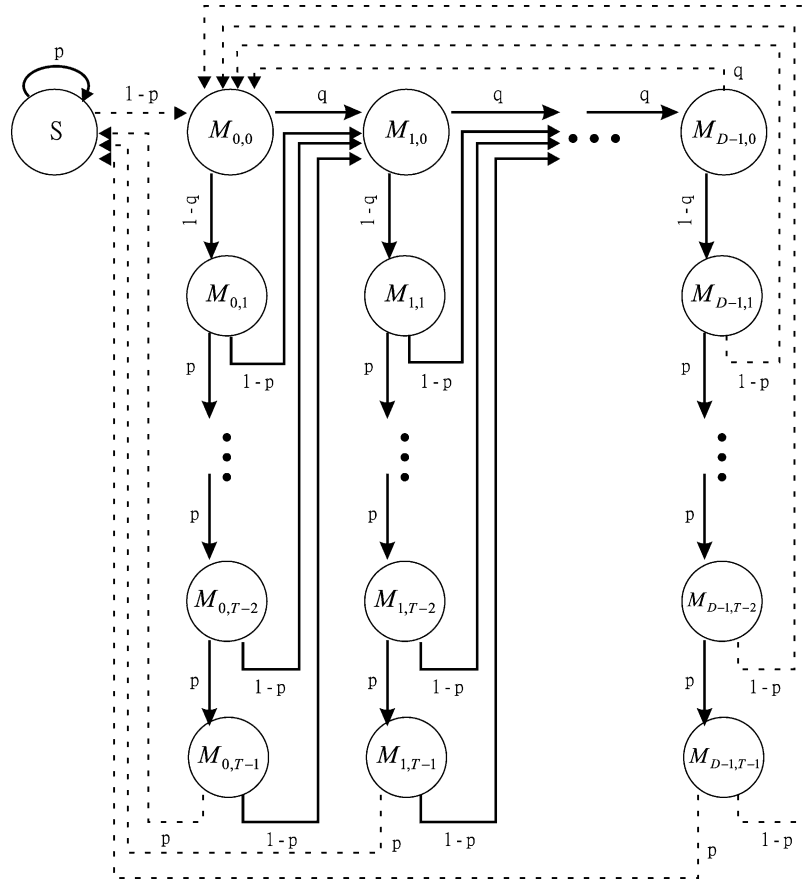 p
q
1-p
q
q
q
S
M0,0
M1,0
MD-1,0
1-q
1-q
1-q
M0,1
M1,1
MD-1,1
p
1-p
p
1-p
p
1-p
p
p
p
M0,T-2
M1,T-2
MD-1,T-2
p
1-p
p
1-p
p
1-p
M0,T-1
M1,T-1
MD-1,T-1
p
1-p
p
1-p
p
1-p